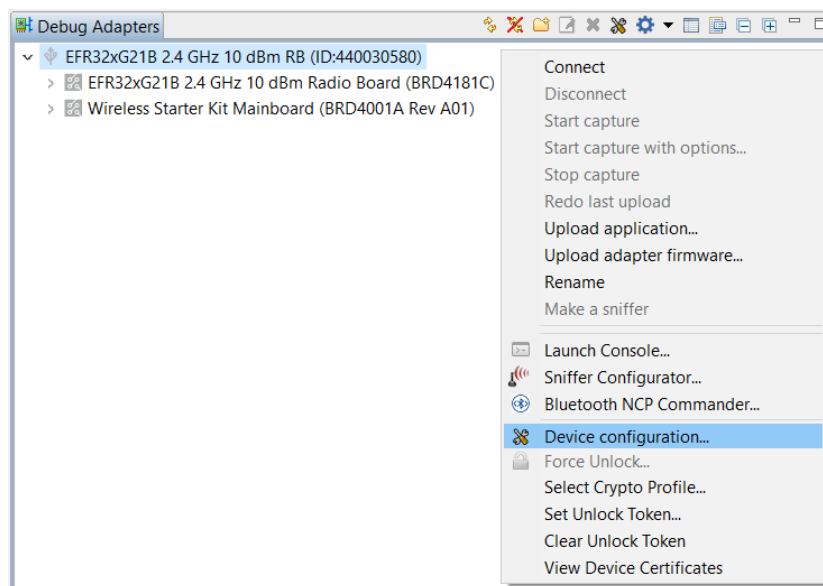 Debug Adapters
EFR32xG21B 2.4 GHz 10 dBm RB (ID:440030580)
EFR32xG21B 2.4 GHz 10 dBm Radio Board (BRD4181C)
Wireless Starter Kit Mainboard (BRD4001A Rev A01)
Connect
Disconnect
Start capture
Start capture with options...
Stop capture
Redo last upload
Upload application...
Upload adapter firmware...
Rename
Make a sniffer
Launch Console...
Sniffer Configurator...
Bluetooth NCP Commander...
Device configuration...
Force Unlock...
Select Crypto Profile...
Set Unlock Token...
Clear Unlock Token
View Device Certificates